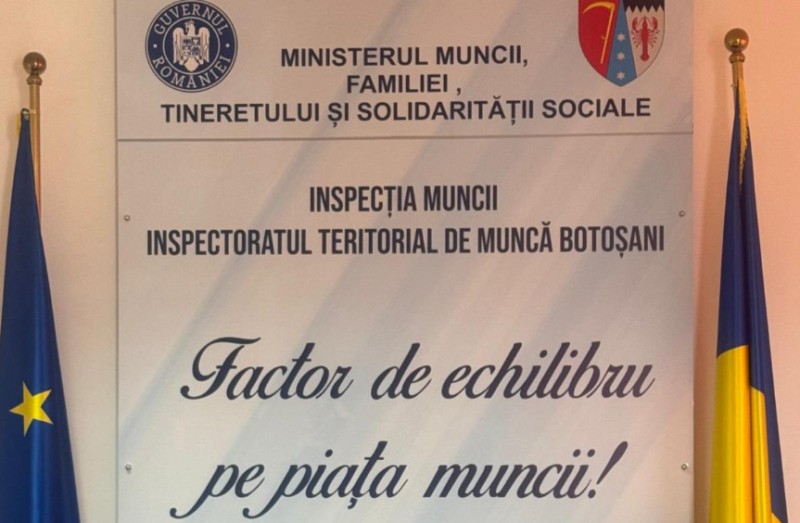 GUVERNUL ROMÂNIEI
MINISTERUL MUNCII,
FAMILIEI ,
TINERETULUI ȘI SOLIDARITĂȚII SOCIALE
INSPECȚIA MUNCII
INSPECTORATUL TERITORIAL DE MUNCĂ BOTOȘANI
Factor de echilibru
pe piața muncii!